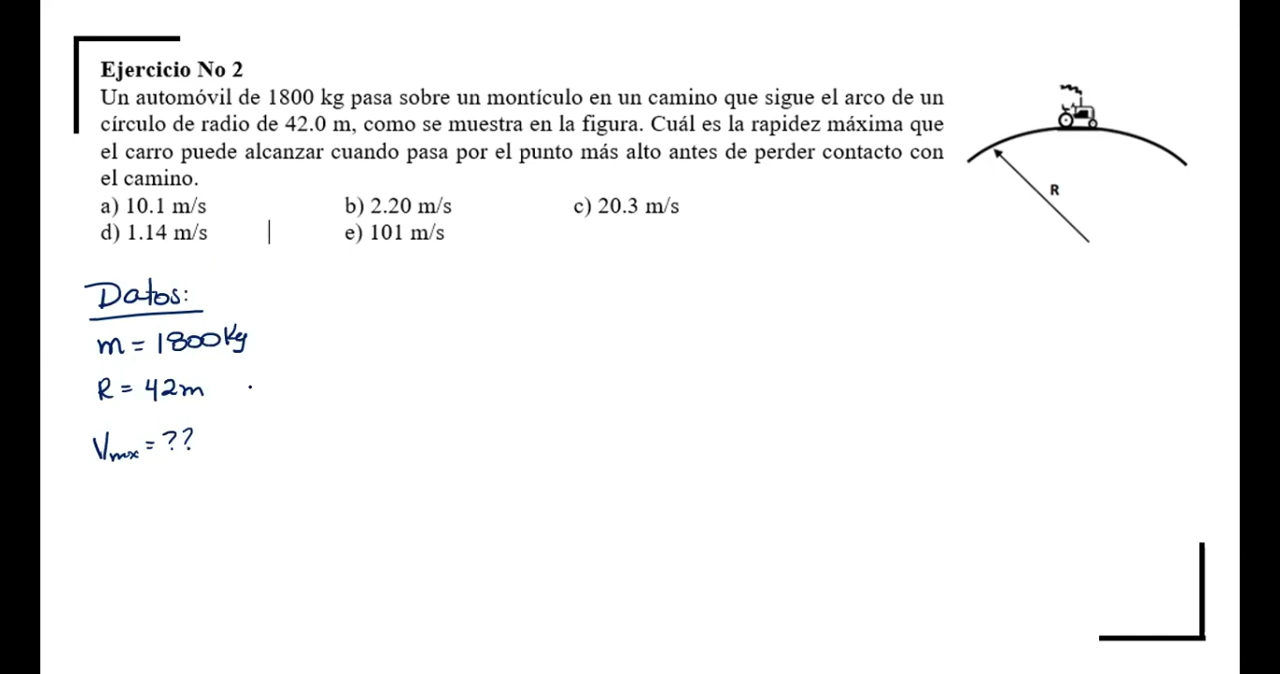 Ejercicio No 2
Un automóvil de 1800 kg pasa sobre un montículo en un camino que sigue el arco de un
círculo de radio de 42.0 m, como se muestra en la figura. Cuál es la rapidez máxima que
el carro puede alcanzar cuando pasa por el punto más alto antes de perder contacto con
el camino.
a) 10.1 m/s b) 2.20 m/s c) 20.3 m/s
d) 1.14 m/s e) 101 m/s
R
Datos:
m = 1800 Kg
R = 42m
Vmax = ??